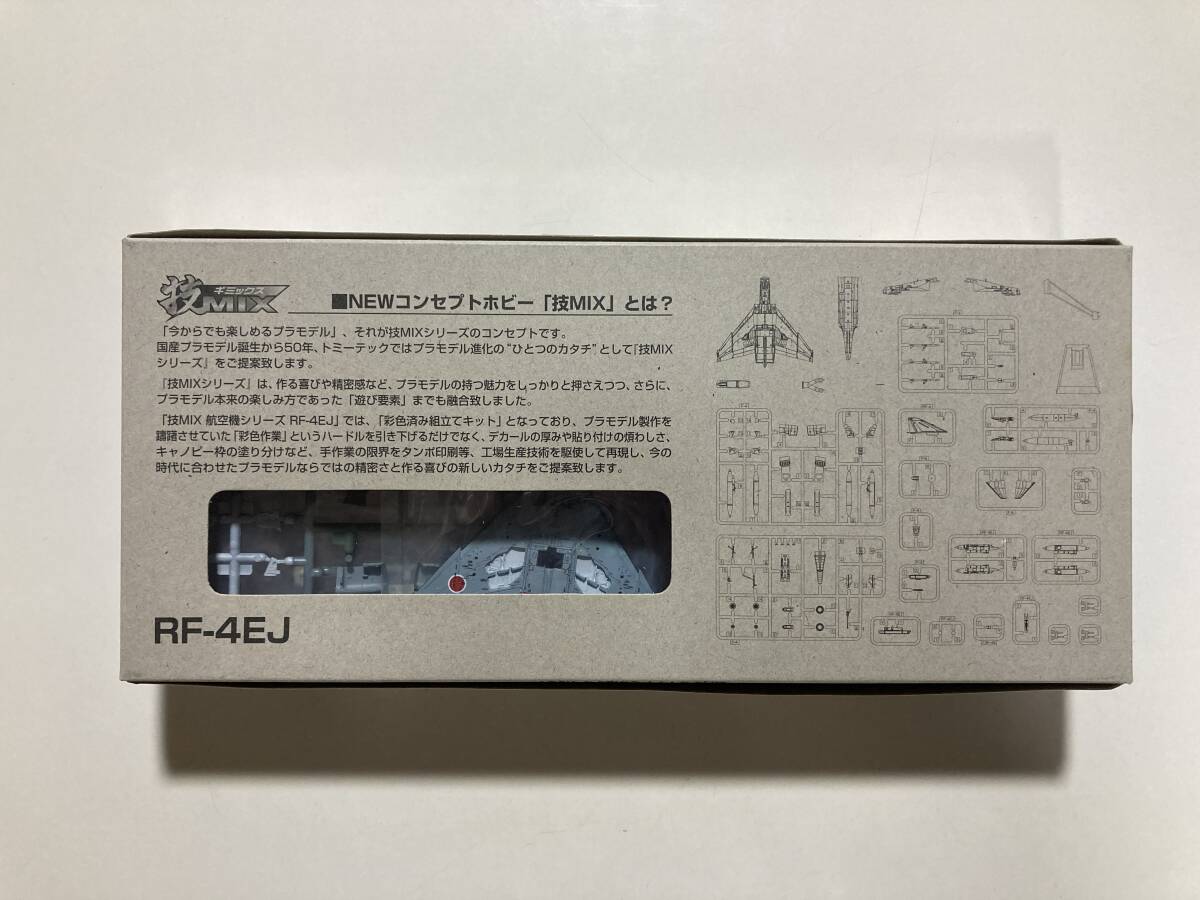 技MIX
ギミックス
■NEWコンセプトホビー「技MIX」とは？
「今からでも楽しめるプラモデル」、それが技MIXシリーズのコンセプトです。
国産プラモデル誕生から50年、トミーテックではプラモデル進化の"ひとつのカタチ"として『技MIX
シリーズ』をご提案致します。
『技MIXシリーズ』は、作る喜びや精密感など、プラモデルの持つ魅力をしっかりと押さえつつ、さらに、
プラモデル本来の楽しみ方であった「遊び要素」までも融合致しました。
「技MIX 航空機シリーズ RF-4EJ」では、「彩色済み組立てキット」となっており、プラモデル製作を
躊躇させていた「彩色作業」というハードルを引き下げるだけでなく、デカールの厚みや貼り付けの煩わしさ、
キャノピー枠の塗り分けなど、手作業の限界をタンポ印刷等、工場生産技術を駆使して再現し、今の
時代に合わせたプラモデルならではの精密さと作る喜びの新しいカタチをご提案致します。
RF-4EJ